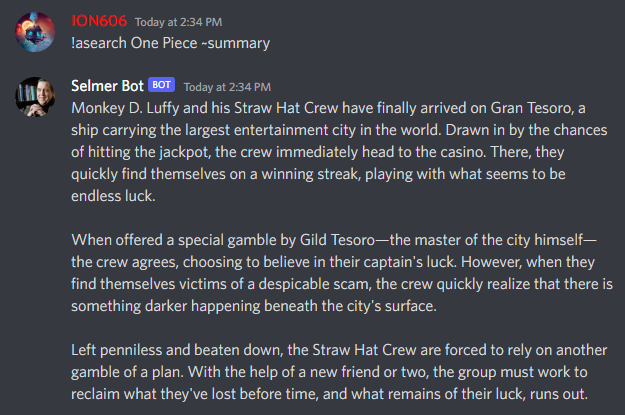 ION606 Today at 2:34 PM
!asearch One Piece ~summary
Selmer Bot BOT Today at 2:34 PM
Monkey D. Luffy and his Straw Hat Crew have finally arrived on Gran Tesoro, a
ship carrying the largest entertainment city in the world. Drawn in by the chances
of hitting the jackpot, the crew immediately head to the casino. There, they
quickly find themselves on a winning streak, playing with what seems to be
endless luck.
When offered a special gamble by Gild Tesoro—the master of the city himself—
the crew agrees, choosing to believe in their captain's luck. However, when they
find themselves victims of a despicable scam, the crew quickly realize that there is
something darker happening beneath the city's surface.
Left penniless and beaten down, the Straw Hat Crew are forced to rely on another
gamble of a plan. With the help of a new friend or two, the group must work to
reclaim what they've lost before time, and what remains of their luck, runs out.